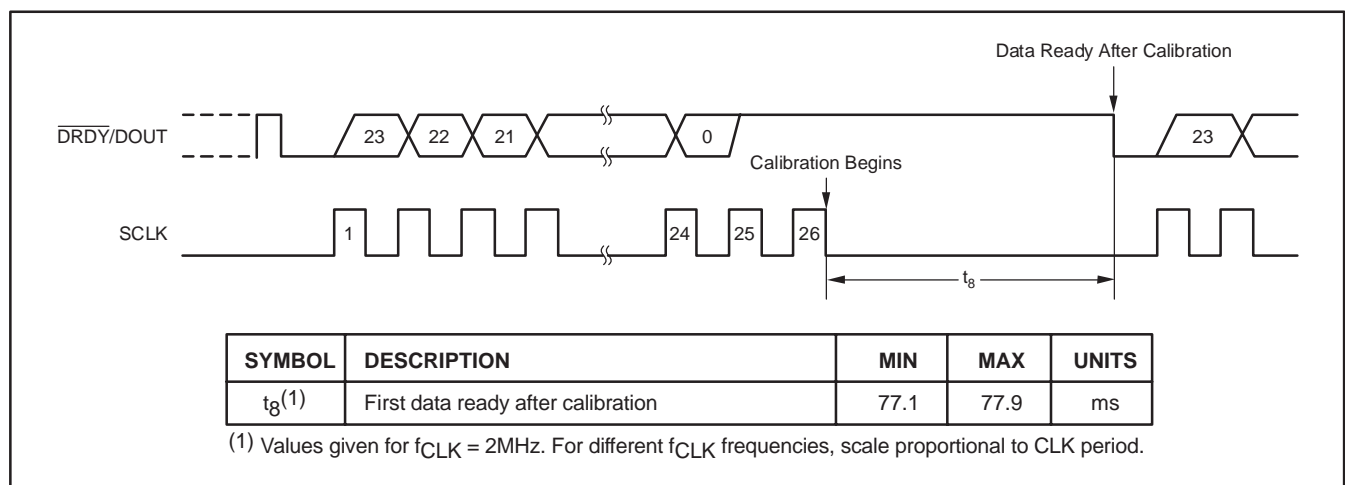 Data Ready After Calibration
DRDY/DOUT 23 22 21 0 23
Calibration Begins
SCLK 1 24 25 26
t8
SYMBOL DESCRIPTION MIN MAX UNITS
t8(1) First data ready after calibration 77.1 77.9 ms
(1) Values given for fCLK = 2MHz. For different fCLK frequencies, scale proportional to CLK period.